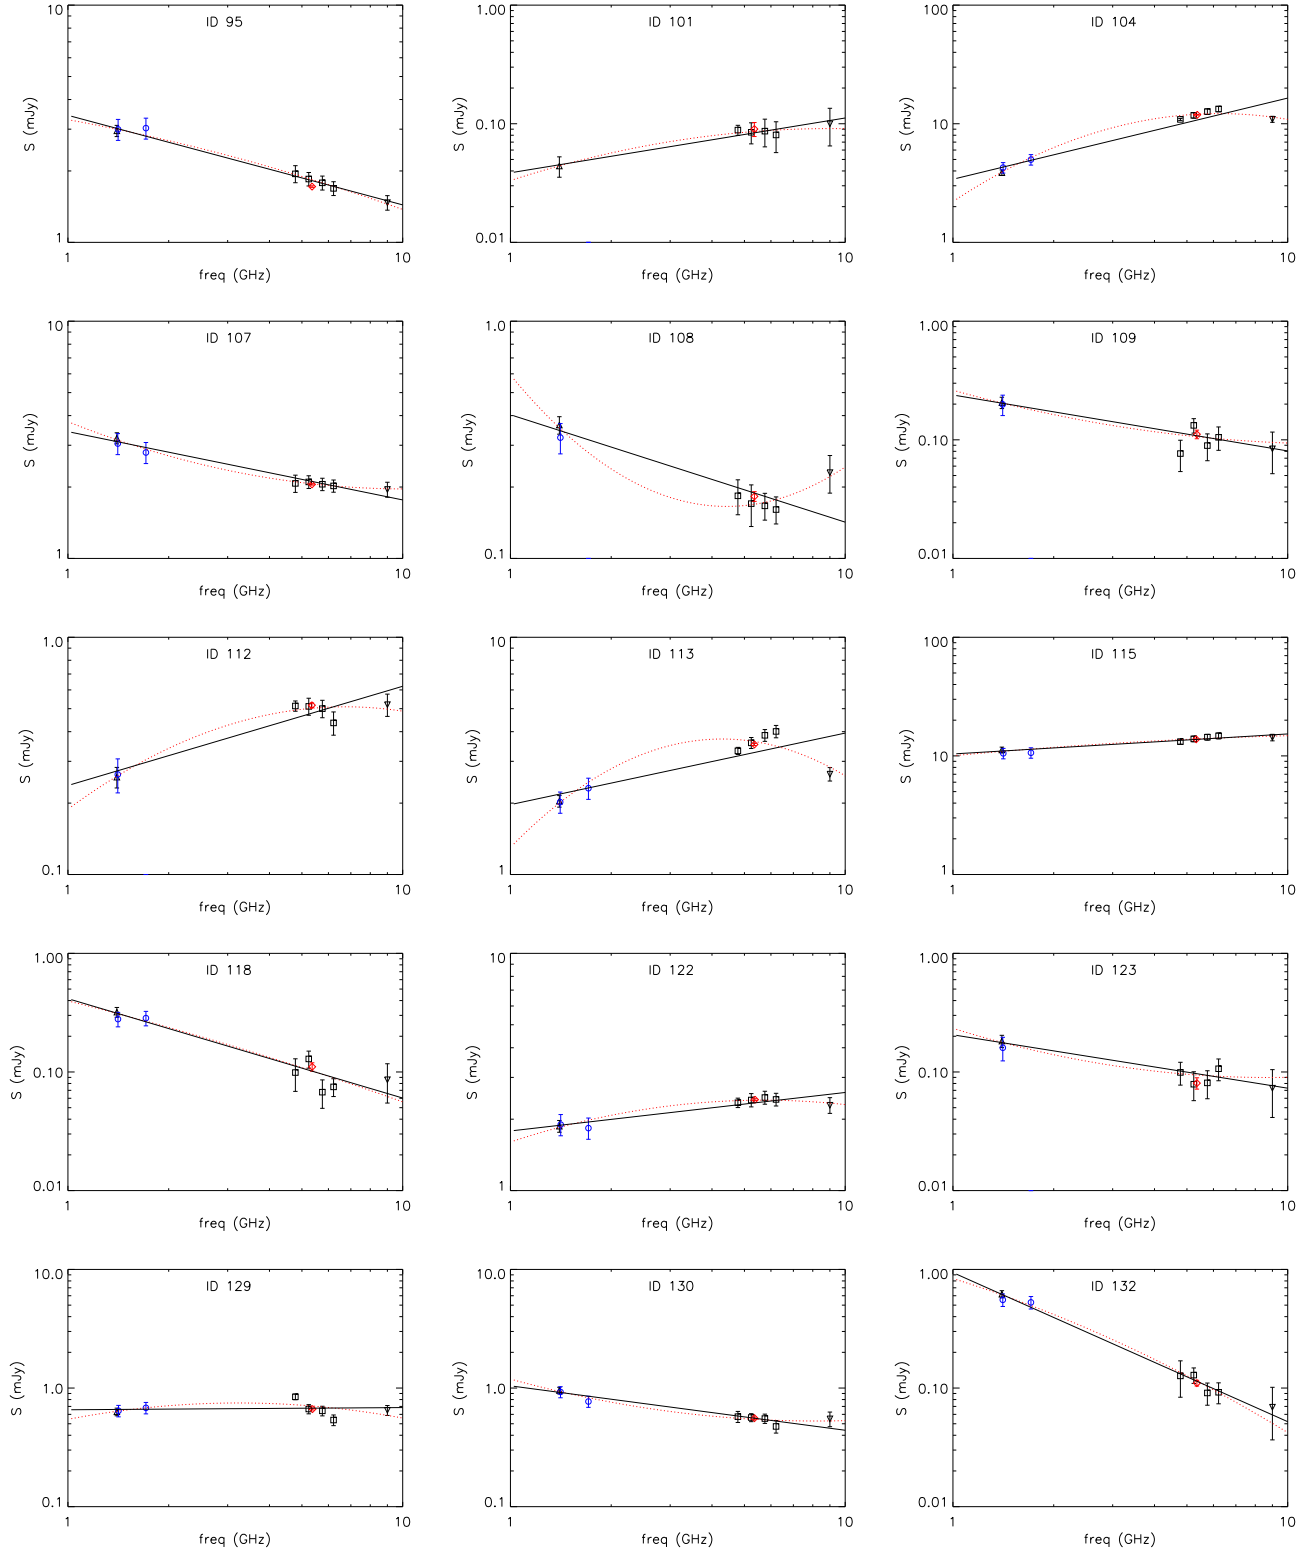 ID 95
10
S (mJy)
1
1
10
freq (GHz)
ID 101
1.00
0.10
S (mJy)
0.01
1
10
freq (GHz)
ID 104
100
10
S (mJy)
1
1
10
freq (GHz)
ID 107
10
S (mJy)
1
1
10
freq (GHz)
ID 108
1.0
S (mJy)
0.1
1
10
freq (GHz)
ID 109
1.00
0.10
S (mJy)
0.01
1
10
freq (GHz)
ID 112
1.0
S (mJy)
0.1
1
10
freq (GHz)
ID 113
10
S (mJy)
1
1
10
freq (GHz)
ID 115
100
10
S (mJy)
1
1
10
freq (GHz)
ID 118
1.00
0.10
S (mJy)
0.01
1
10
freq (GHz)
ID 122
10
S (mJy)
1
1
10
freq (GHz)
ID 123
1.00
0.10
S (mJy)
0.01
1
10
freq (GHz)
ID 129
10.0
1.0
S (mJy)
0.1
1
10
freq (GHz)
ID 130
10.0
1.0
S (mJy)
0.1
1
10
freq (GHz)
ID 132
1.00
0.10
S (mJy)
0.01
1
10
freq (GHz)